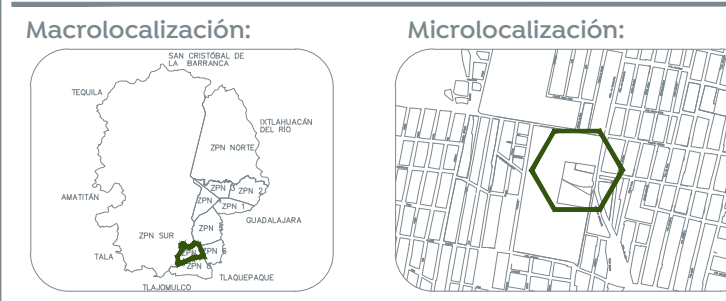 Macrolocalización:
Microlocalización:
SAN CRISTÓBAL DE
LA BARRANCA
TEQUILA
IXTLAHUACÁN
DEL RÍO
ZPN NORTE
ZPN 3
ZPN 2
ZPN
ZPN 1
AMATITÁN
GUADALAJARA
ZPN
ZPN SUR
ZPN 6
TALA
ZPN
TLAQUEPAQUE
TLAJOMULCO